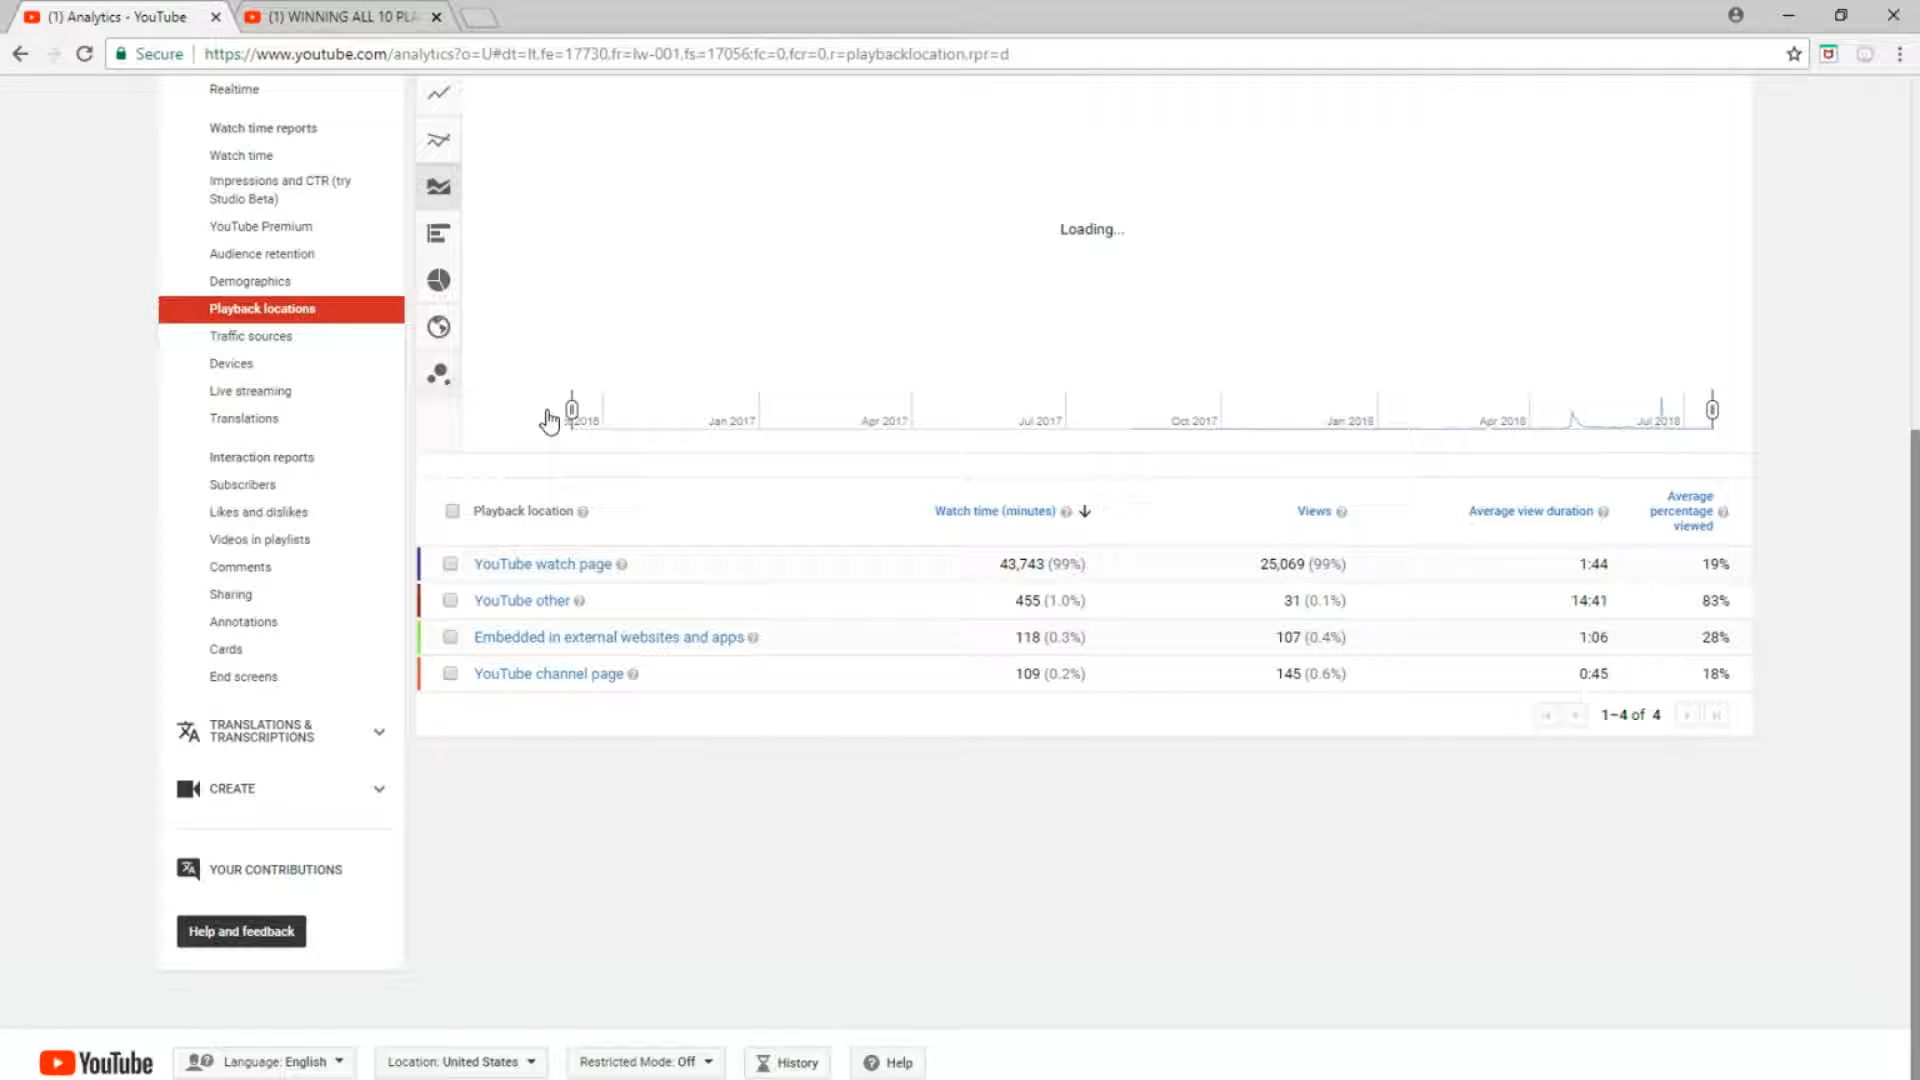 (1) Analytics - YouTube
(1) WINNING ALL 10 PLA
Secure
https://www.youtube.com/analytics?o=U#dt=lt,fe=17730,fr=lw-001,fs=17056;fc=0,fcr=0,r=playbacklocation,rpr=d
Realtime
Watch time reports
Watch time
Impressions and CTR (try
Studio Beta)
YouTube Premium
Audience retention
Demographics
Playback locations
Traffic sources
Devices
Live streaming
Translations
Interaction reports
Subscribers
Likes and dislikes
Videos in playlists
Comments
Sharing
Annotations
Cards
End screens
TRANSLATIONS &
TRANSCRIPTIONS
CREATE
YOUR CONTRIBUTIONS
Help and feedback
Loading...
2016 Jan 2017 Apr 2017 Jul 2017 Oct 2017 Jan 2018 Apr 2018 Jul 2018
Playback location Watch time (minutes) Views Average view duration Average percentage viewed
YouTube watch page 43,743 (99%) 25,069 (99%) 1:44 19%
YouTube other 455 (1.0%) 31 (0.1%) 14:41 83%
Embedded in external websites and apps 118 (0.3%) 107 (0.4%) 1:06 28%
YouTube channel page 109 (0.2%) 145 (0.6%) 0:45 18%
1–4 of 4
YouTube
Language: English
Location: United States
Restricted Mode: Off
History
Help